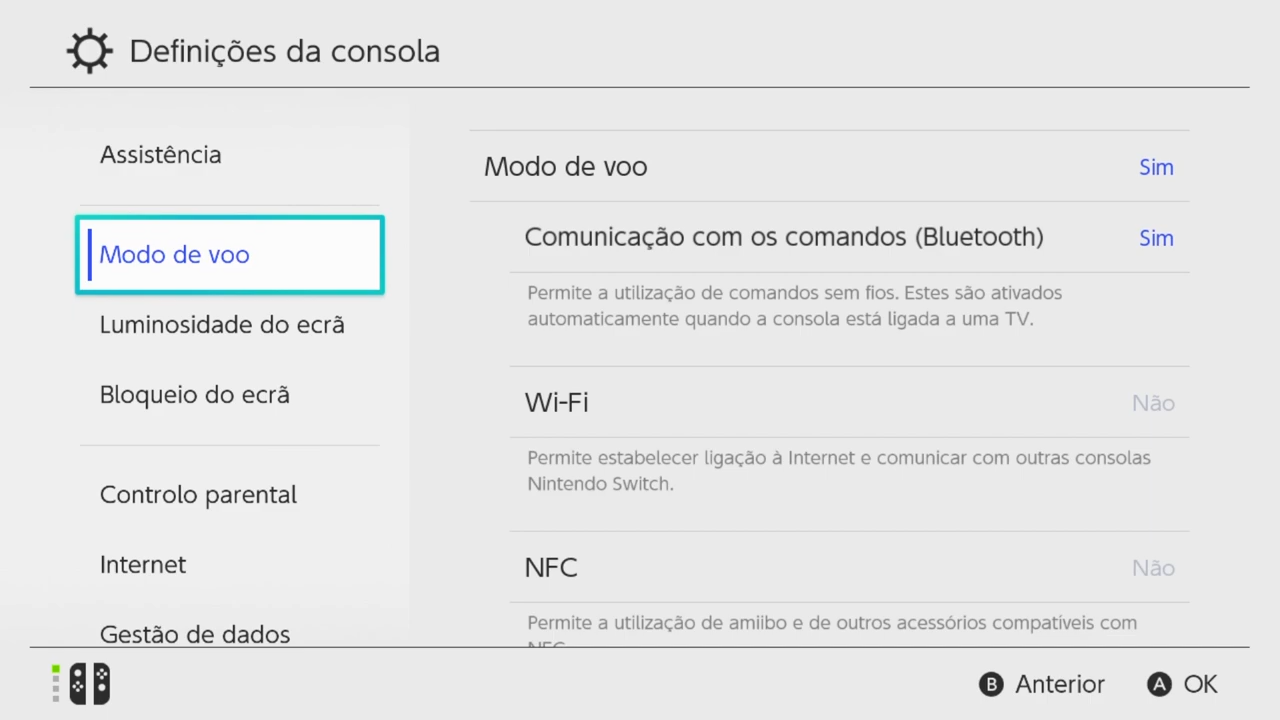 Definições da consola
Assistência
Modo de voo
Luminosidade do ecrã
Bloqueio do ecrã
Controlo parental
Internet
Gestão de dados
Modo de voo Sim
Comunicação com os comandos (Bluetooth) Sim
Permite a utilização de comandos sem fios. Estes são ativados
automaticamente quando a consola está ligada a uma TV.
Wi-Fi Não
Permite estabelecer ligação à Internet e comunicar com outras consolas
Nintendo Switch.
NFC Não
Permite a utilização de amiibo e de outros acessórios compatíveis com
NFC.
B Anterior A OK